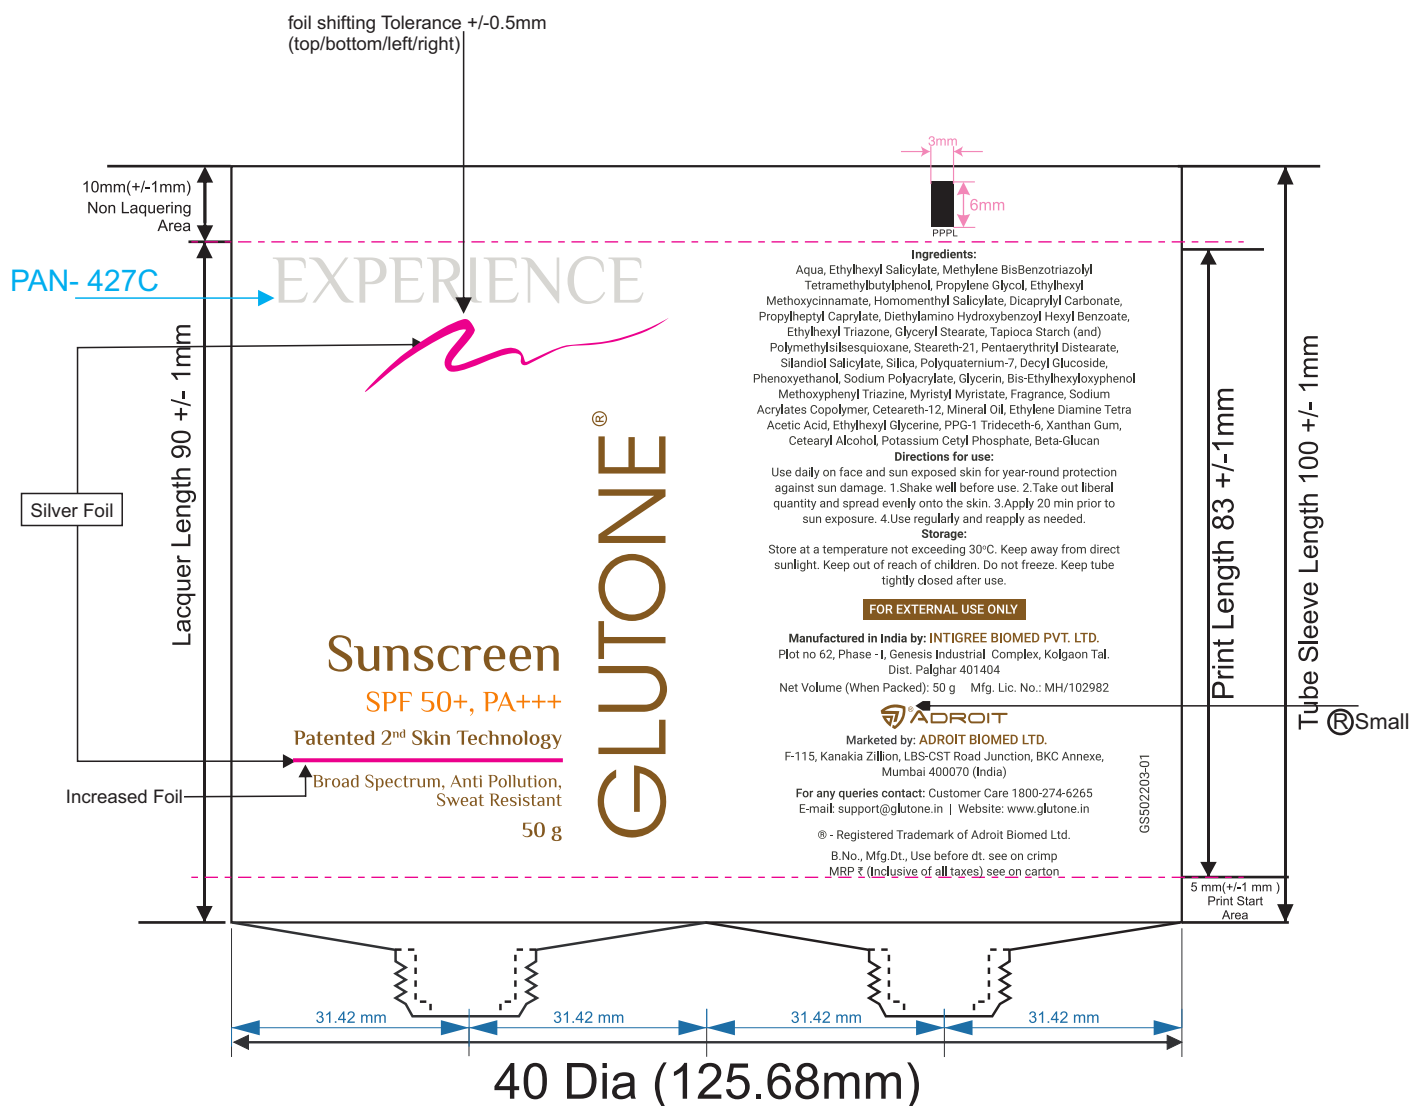 foil shifting Tolerance +/-0.5mm
(top/bottom/left/right)
10mm(+/-1mm)
Non Laquering
Area
PAN- 427C
Lacquer Length 90 +/- 1mm
Silver Foil
Increased Foil
EXPERIENCE
GLUTONE®
Sunscreen
SPF 50+, PA+++
Patented 2nd Skin Technology
Broad Spectrum, Anti Pollution,
Sweat Resistant
50 g
3mm
6mm
PPPL
Ingredients:
Aqua, Ethylhexyl Salicylate, Methylene BisBenzotriazolyl
Tetramethylbutylphenol, Propylene Glycol, Ethylhexyl
Methoxycinnamate, Homomenthyl Salicylate, Dicaprylyl Carbonate,
Propylheptyl Caprylate, Diethylamino Hydroxybenzoyl Hexyl Benzoate,
Ethylhexyl Triazone, Glyceryl Stearate, Tapioca Starch (and)
Polymethylsilsesquioxane, Steareth-21, Pentaerythrityl Distearate,
Silandiol Salicylate, Silica, Polyquaternium-7, Decyl Glucoside,
Phenoxyethanol, Sodium Polyacrylate, Glycerin, Bis-Ethylhexyloxyphenol
Methoxyphenyl Triazine, Myristyl Myristate, Fragrance, Sodium
Acrylates Copolymer, Ceteareth-12, Mineral Oil, Ethylene Diamine Tetra
Acetic Acid, Ethylhexyl Glycerine, PPG-1 Trideceth-6, Xanthan Gum,
Cetearyl Alcohol, Potassium Cetyl Phosphate, Beta-Glucan
Directions for use:
Use daily on face and sun exposed skin for year-round protection
against sun damage. 1.Shake well before use. 2.Take out liberal
quantity and spread evenly onto the skin. 3.Apply 20 min prior to
sun exposure. 4.Use regularly and reapply as needed.
Storage:
Store at a temperature not exceeding 30°C. Keep away from direct
sunlight. Keep out of reach of children. Do not freeze. Keep tube
tightly closed after use.
FOR EXTERNAL USE ONLY
Manufactured in India by: INTIGREE BIOMED PVT. LTD.
Plot no 62, Phase - I, Genesis Industrial Complex, Kolgaon Tal.
Dist. Palghar 401404
Net Volume (When Packed): 50 g Mfg. Lic. No.: MH/102982
® ADROIT
Marketed by: ADROIT BIOMED LTD.
F-115, Kanakia Zillion, LBS-CST Road Junction, BKC Annexe,
Mumbai 400070 (India)
For any queries contact: Customer Care 1800-274-6265
E-mail: support@glutone.in | Website: www.glutone.in
® - Registered Trademark of Adroit Biomed Ltd.
B.No., Mfg.Dt., Use before dt. see on crimp
MRP ₹ (Inclusive of all taxes) see on carton
GS502203-01
Print Length 83 +/-1mm
Tube Sleeve Length 100 +/- 1mm
®Small
5 mm(+/-1 mm )
Print Start
Area
31.42 mm
31.42 mm
31.42 mm
31.42 mm
40 Dia (125.68mm)